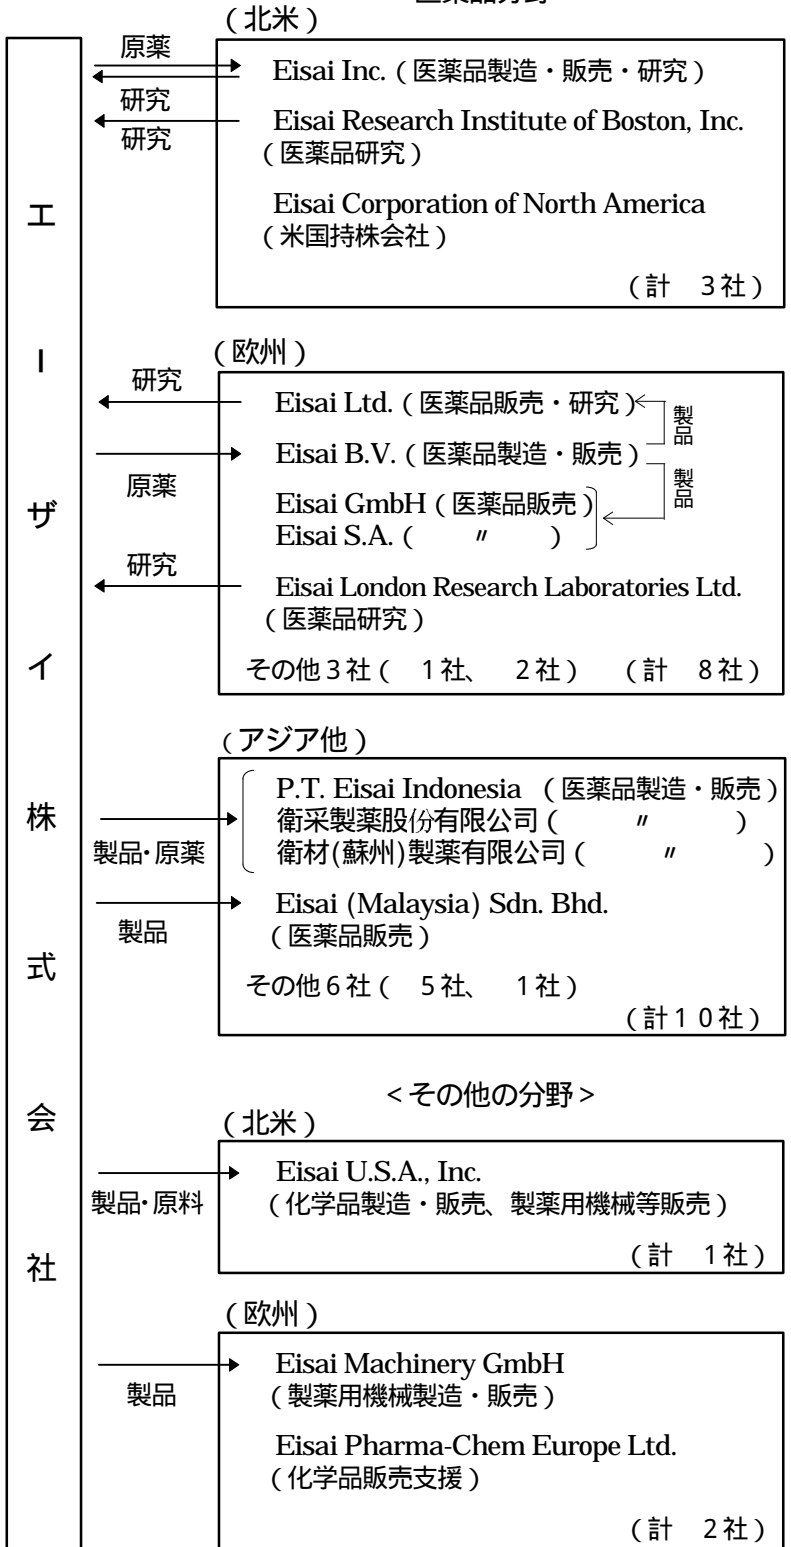 (北米)
原薬
Eisai Inc. (医薬品製造・販売・研究)
研究
Eisai Research Institute of Boston, Inc.
研究
(医薬品研究)
Eisai Corporation of North America
(米国持株会社)
(計 3社)
エーザイ株式会社
(欧州)
研究
Eisai Ltd. (医薬品販売・研究)
製品
Eisai B.V. (医薬品製造・販売)
原薬
製品
Eisai GmbH (医薬品販売)
Eisai S.A. ( 〃 )
研究
Eisai London Research Laboratories Ltd.
(医薬品研究)
その他3社( 1社、 2社) (計 8社)
(アジア他)
P.T. Eisai Indonesia (医薬品製造・販売)
衛采製薬股份有限公司( 〃 )
製品・原薬
衛材(蘇州)製薬有限公司( 〃 )
Eisai (Malaysia) Sdn. Bhd.
製品
(医薬品販売)
その他6社( 5社、 1社)
(計10社)
<その他の分野>
(北米)
Eisai U.S.A., Inc.
製品・原料
(化学品製造・販売、製薬用機械等販売)
(計 1社)
(欧州)
Eisai Machinery GmbH
製品
(製薬用機械製造・販売)
Eisai Pharma-Chem Europe Ltd.
(化学品販売支援)
(計 2社)